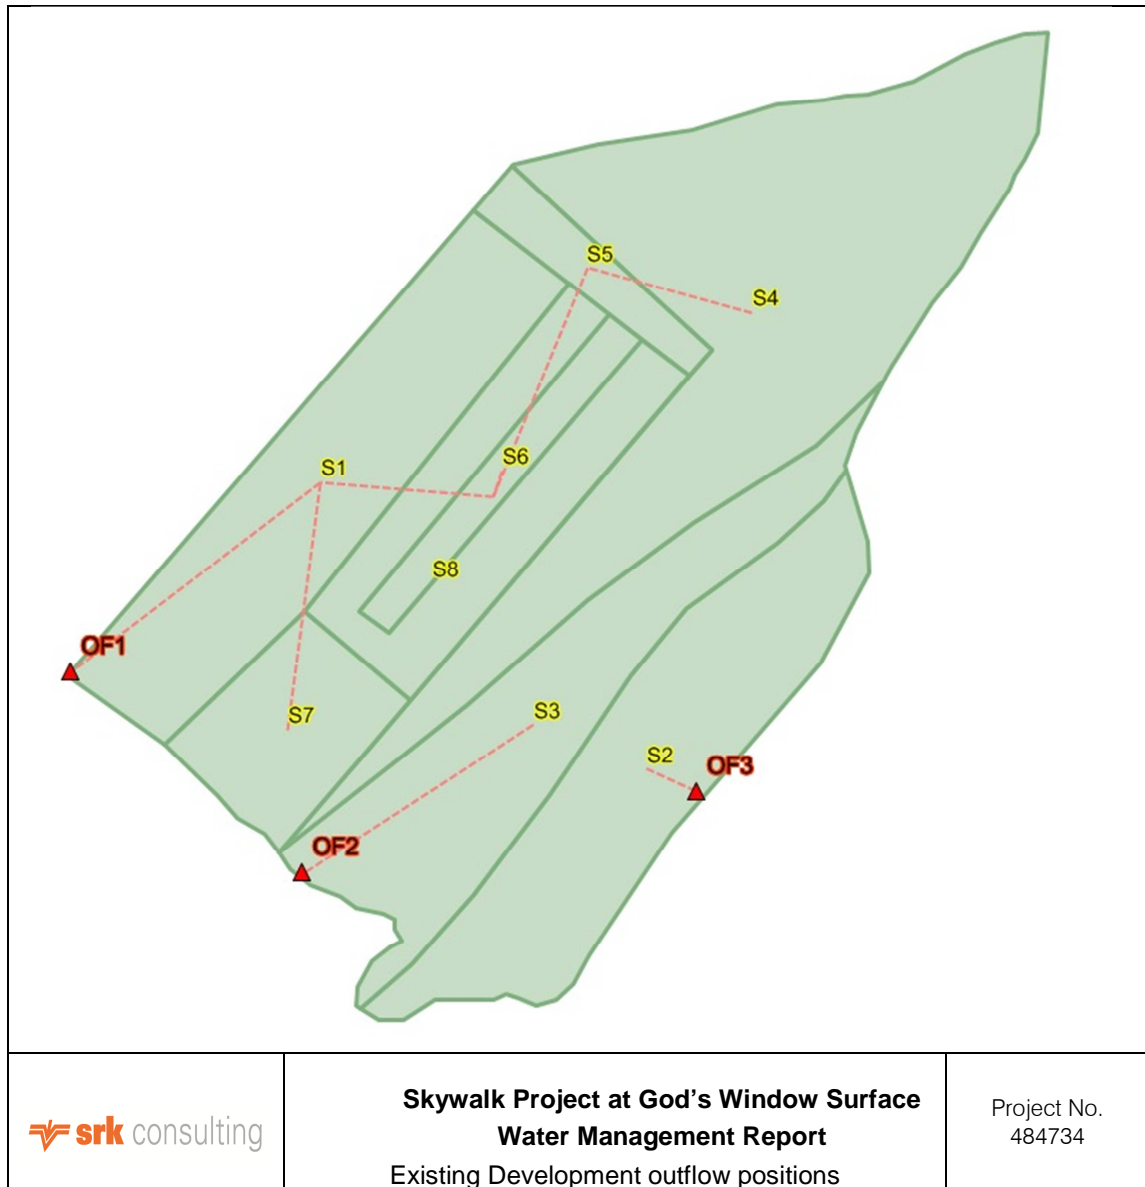 S5
S4
S6
S1
S8
OF1
S7
S3
S2
OF3
OF2
srk consulting
Skywalk Project at God's Window Surface
Water Management Report
Existing Development outflow positions
Project No.
484734